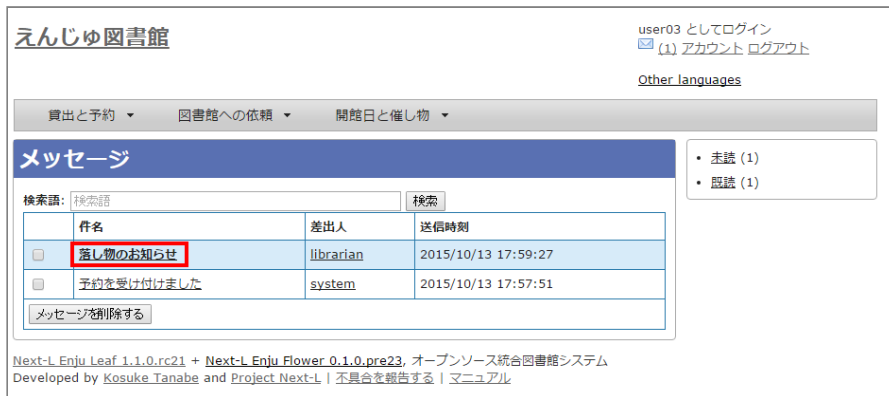 えんじゅ図書館
user03 としてログイン
(1) アカウント ログアウト
Other languages
貸出と予約 ▼ 図書館への依頼 ▼ 開館日と催し物 ▼
メッセージ
検索語: 検索語 検索
件名 差出人 送信時刻
落し物のお知らせ librarian 2015/10/13 17:59:27
予約を受け付けました system 2015/10/13 17:57:51
メッセージを削除する
• 未読 (1)
• 既読 (1)
Next-L Enju Leaf 1.1.0.rc21 + Next-L Enju Flower 0.1.0.pre23, オープンソース統合図書館システム
Developed by Kosuke Tanabe and Project Next-L | 不具合を報告する | マニュアル